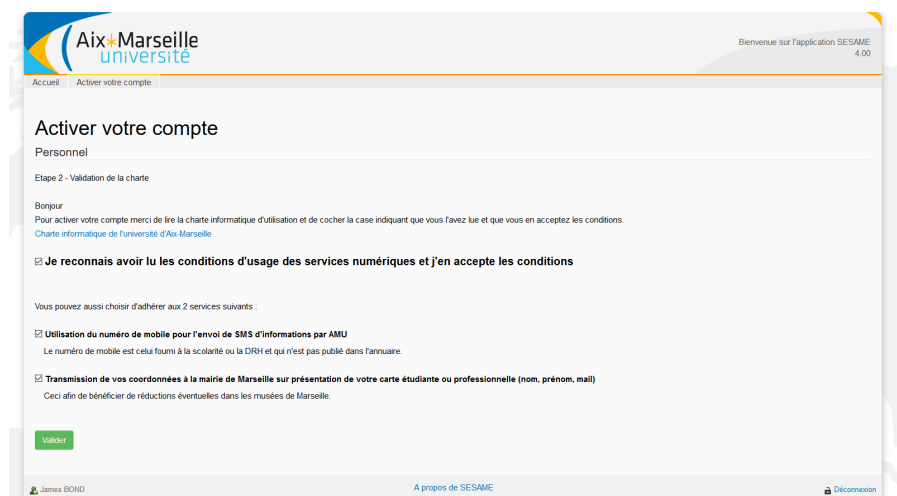 Aix*Marseille
université
Bienvenue sur l'application SESAME
4.00
Accueil Activer votre compte
Activer votre compte
Personnel
Etape 2 - Validation de la charte
Bonjour
Pour activer votre compte merci de lire la charte informatique d'utilisation et de cocher la case indiquant que vous l'avez lue et que vous en acceptez les conditions.
Charte informatique de l'université d'Aix-Marseille
Je reconnais avoir lu les conditions d'usage des services numériques et j'en accepte les conditions
Vous pouvez aussi choisir d'adhérer aux 2 services suivants :
Utilisation du numéro de mobile pour l'envoi de SMS d'informations par AMU
Le numéro de mobile est celui fourni à la scolarité ou la DRH et qui n'est pas publié dans l'annuaire.
Transmission de vos coordonnées à la mairie de Marseille sur présentation de votre carte étudiante ou professionnelle (nom, prénom, mail)
Ceci afin de bénéficier de réductions éventuelles dans les musées de Marseille.
Valider
James BOND A propos de SESAME Déconnexion